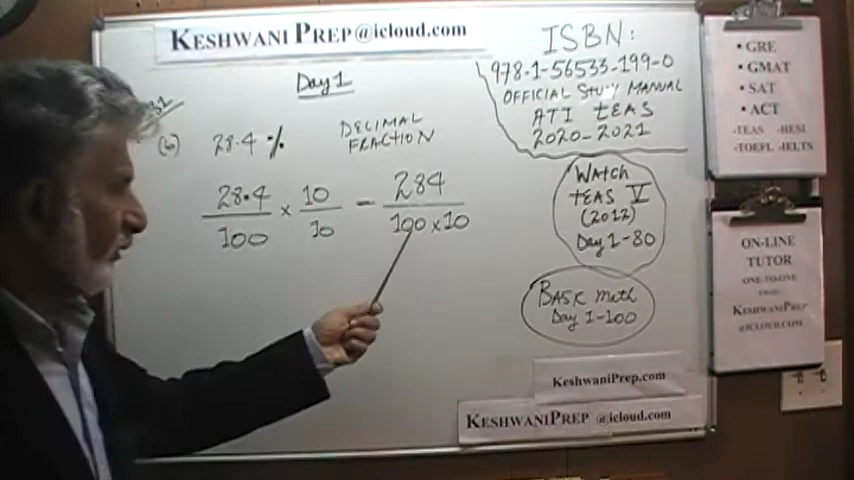 KESHWANI PREP@icloud.com
Day 1
(b) 28.4 %
DECIMAL
FRACTION
28.4 / 100 × 10 / 10 = 284 / 100 × 10
ISBN:
978-1-56533-199-0
OFFICIAL STUDY MANUAL
ATI TEAS
2020-2021
WATCH
TEAS V
(2012)
Day 1-80
BASIC math
Day 1-100
KeshwaniPrep.com
KESHWANIPREP @icloud.com
• GRE
• GMAT
• SAT
• ACT
-TEAS -HESI
-TOEFL -IELTS
ON-LINE
TUTOR
ONE-TO-ONE
KESHWANIPREP
@ICLOUD.COM